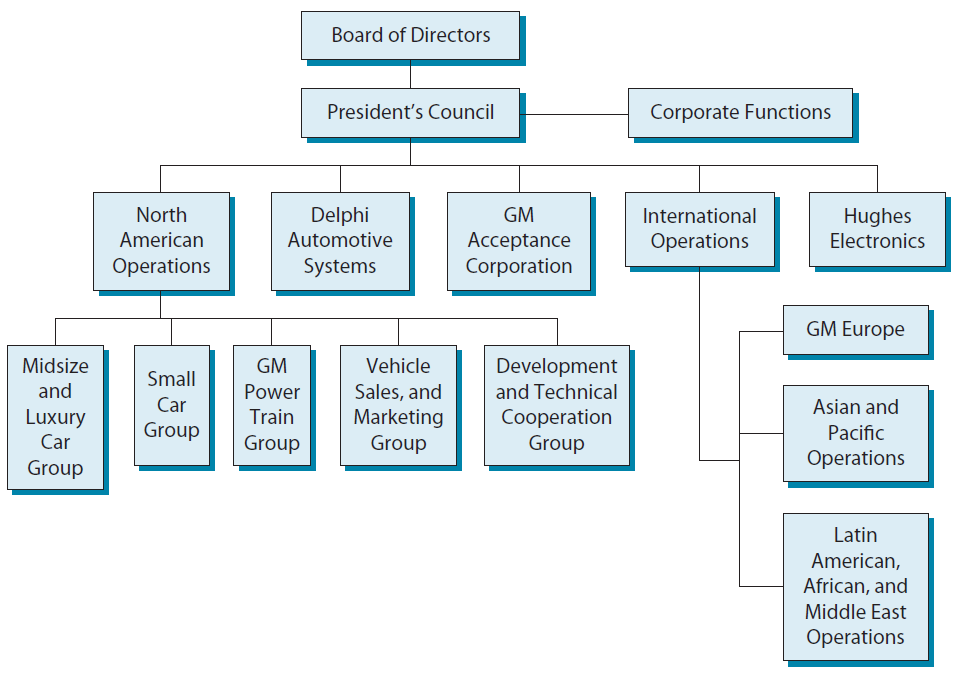 Board of Directors
President’s Council
Corporate Functions
North
American
Operations
Delphi
Automotive
Systems
GM
Acceptance
Corporation
International
Operations
Hughes
Electronics
Midsize
and
Luxury
Car
Group
Small
Car
Group
GM
Power
Train
Group
Vehicle
Sales, and
Marketing
Group
Development
and Technical
Cooperation
Group
GM Europe
Asian and
Pacific
Operations
Latin
American,
African, and
Middle East
Operations